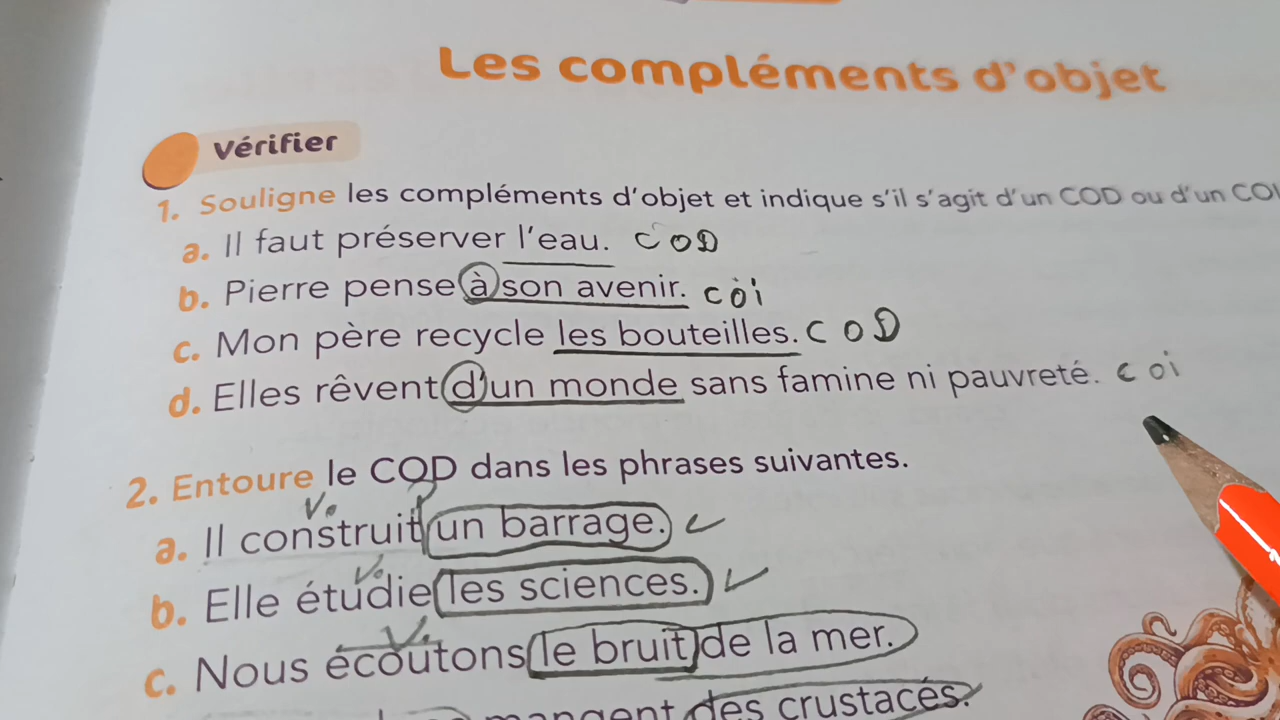 Les compléments d'objet
Vérifier
1. Souligne les compléments d'objet et indique s'il s'agit d'un COD ou d'un COI
a. Il faut préserver l'eau. COD
b. Pierre pense à son avenir. coi
c. Mon père recycle les bouteilles. COD
d. Elles rêvent d'un monde sans famine ni pauvreté. coi
2. Entoure le COD dans les phrases suivantes.
V.
a. Il construit un barrage.
V.
b. Elle étudie les sciences.
V.
c. Nous écoutons le bruit de la mer.
mangent des crustacés.